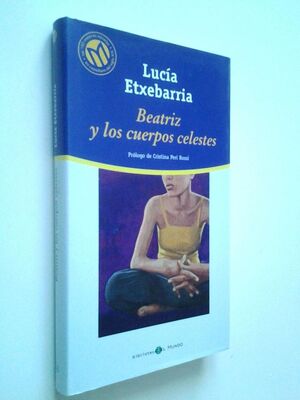 Lucía
Etxebarria
Beatriz
y los cuerpos celestes
Prólogo de Cristina Peri Rossi
BIBLIOTECA EL MUNDO
Lucía Etxebarria
Beatriz y los cuerpos celestes